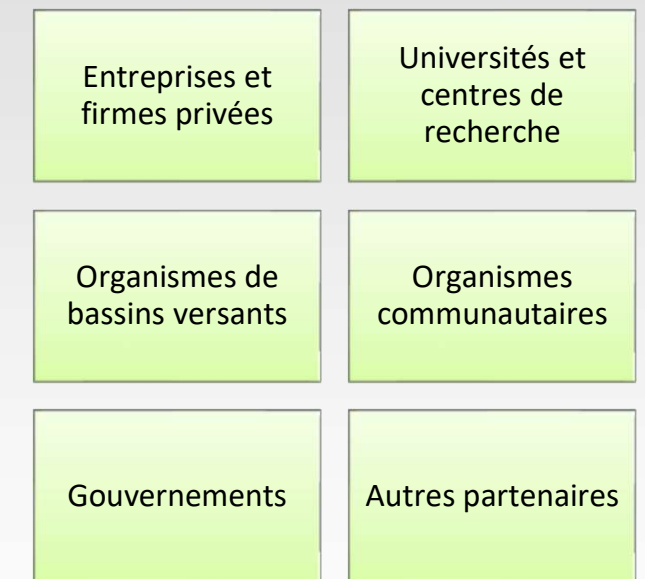 Entreprises et
firmes privées
Universités et
centres de
recherche
Organismes de
bassins versants
Organismes
communautaires
Gouvernements
Autres partenaires